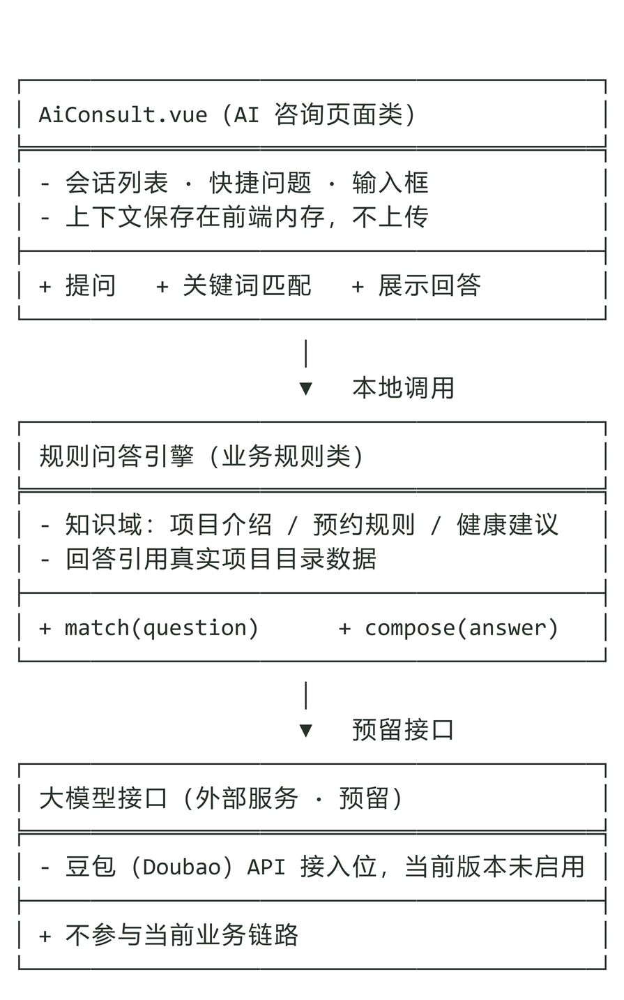 AiConsult.vue (AI 咨询页面类)
- 会话列表 · 快捷问题 · 输入框
- 上下文保存在前端内存, 不上传
+ 提问 + 关键词匹配 + 展示回答
▼ 本地调用
规则问答引擎 (业务规则类)
- 知识域: 项目介绍 / 预约规则 / 健康建议
- 回答引用真实项目目录数据
+ match(question) + compose(answer)
▼ 预留接口
大模型接口 (外部服务 · 预留)
- 豆包 (Doubao) API 接入位, 当前版本未启用
+ 不参与当前业务链路